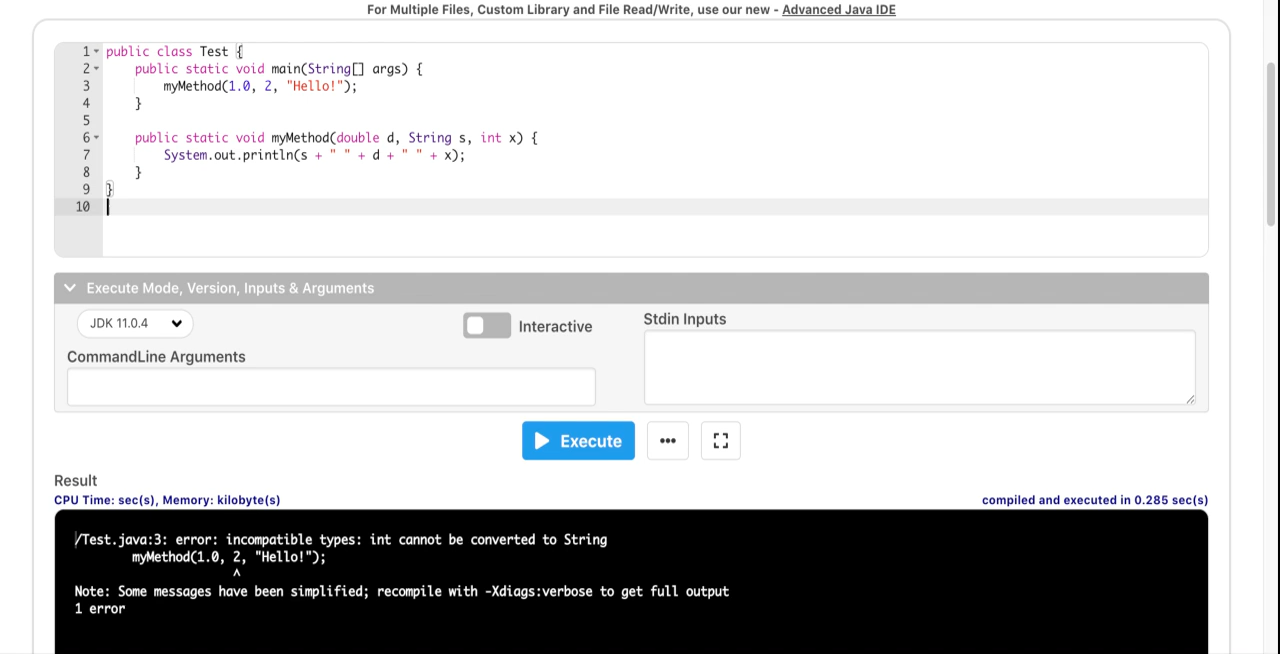 For Multiple Files, Custom Library and File Read/Write, use our new - Advanced Java IDE
1 public class Test {
2     public static void main(String[] args) {
3         myMethod(1.0, 2, "Hello!");
4     }
5
6     public static void myMethod(double d, String s, int x) {
7         System.out.println(s + " " + d + " " + x);
8     }
9 }
10
Execute Mode, Version, Inputs & Arguments
JDK 11.0.4
Interactive
Stdin Inputs
CommandLine Arguments
Execute
Result
CPU Time: sec(s), Memory: kilobyte(s)
compiled and executed in 0.285 sec(s)
/Test.java:3: error: incompatible types: int cannot be converted to String
        myMethod(1.0, 2, "Hello!");
                      ^
Note: Some messages have been simplified; recompile with -Xdiags:verbose to get full output
1 error